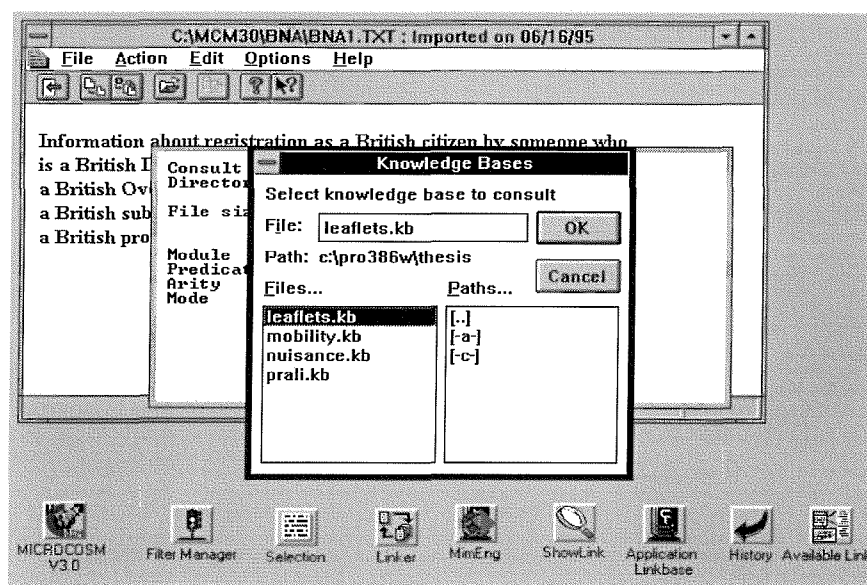 C:\MCM30\BNA\BNA1.TXT : Imported on 06/16/95
File Action Edit Options Help
Information about registration as a British citizen by someone who
is a British D
a British Ov
a British sub
a British pro
Consult
Director
File siz
Module
Predicat
Arity
Mode
Knowledge Bases
Select knowledge base to consult
File: leaflets.kb
OK
Path: c:\pro386w\thesis
Cancel
Files... Paths...
leaflets.kb [..]
mobility.kb [-a-]
nuisance.kb [-c-]
prali.kb
MICROCOSM V3.0
Filter Manager
Selection
Linker
MimEng
ShowLink
Application Linkbase
History
Available Link